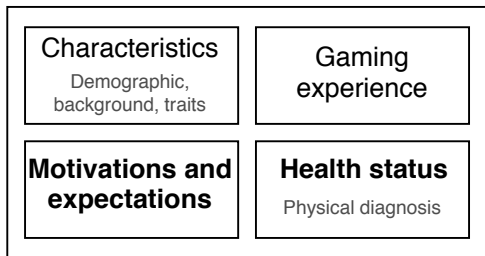 Characteristics
Demographic,
background, traits
Gaming
experience
Motivations and
expectations
Health status
Physical diagnosis